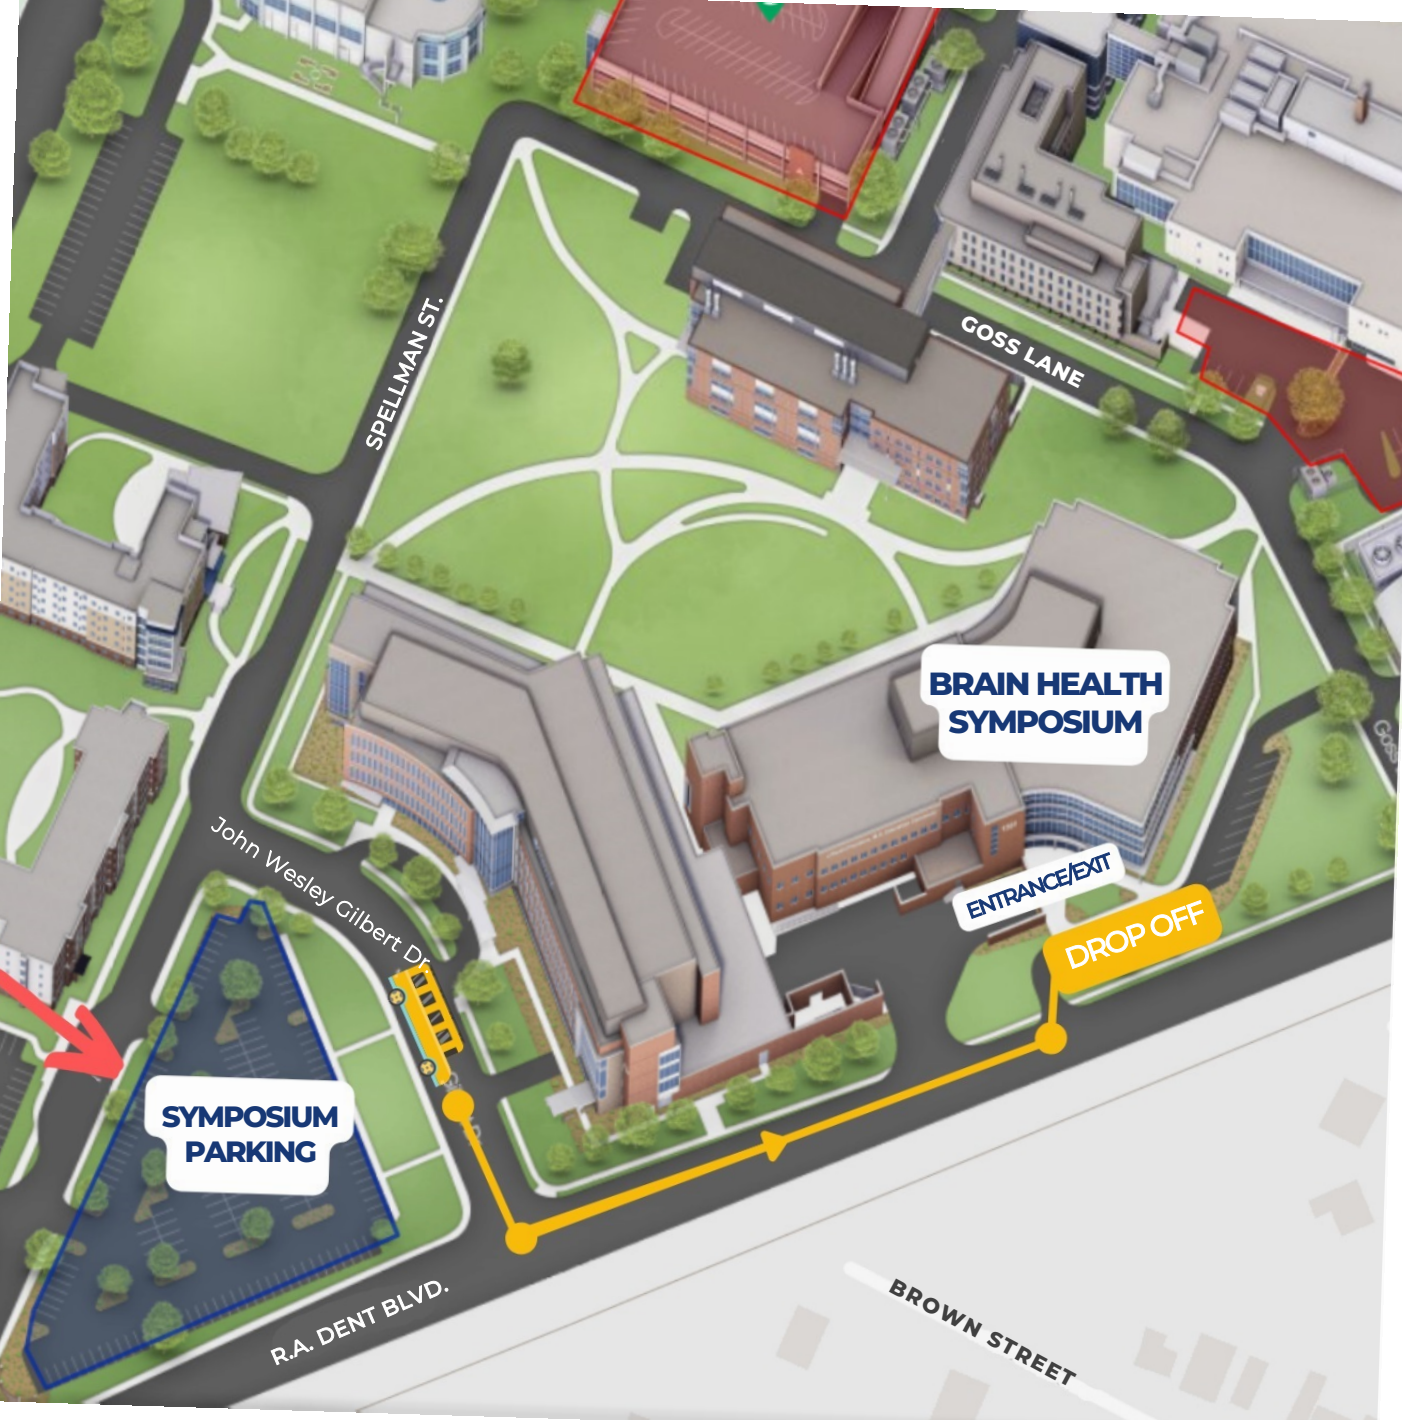 SPELLMAN ST.
GOSS LANE
BRAIN HEALTH
SYMPOSIUM
Goss
John Wesley Gilbert Dr.
ENTRANCE/EXIT
DROP OFF
SYMPOSIUM
PARKING
R.A. DENT BLVD.
BROWN STREET